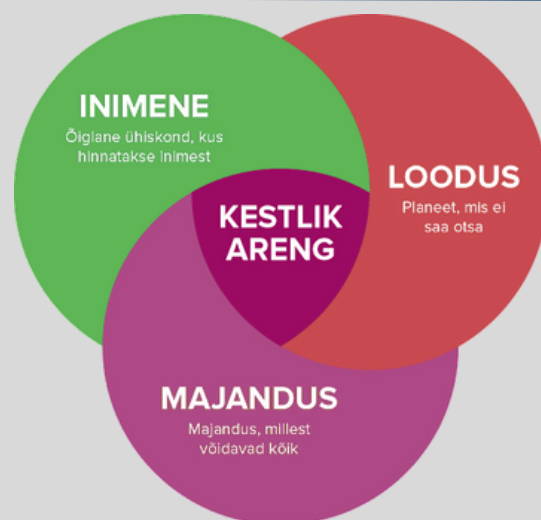 INIMENE
Õiglane ühiskond, kus
hinnatakse inimest
LOODUS
Planeet, mis ei
saa otsa
KESTLIK
ARENG
MAJANDUS
Majandus, millest
võidavad kõik